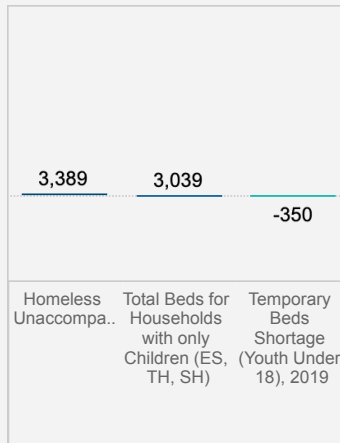 3,389
3,039
-350
Homeless
Unaccompa..
Total Beds for
Households
with only
Children (ES,
TH, SH)
Temporary
Beds
Shortage
(Youth Under
18), 2019